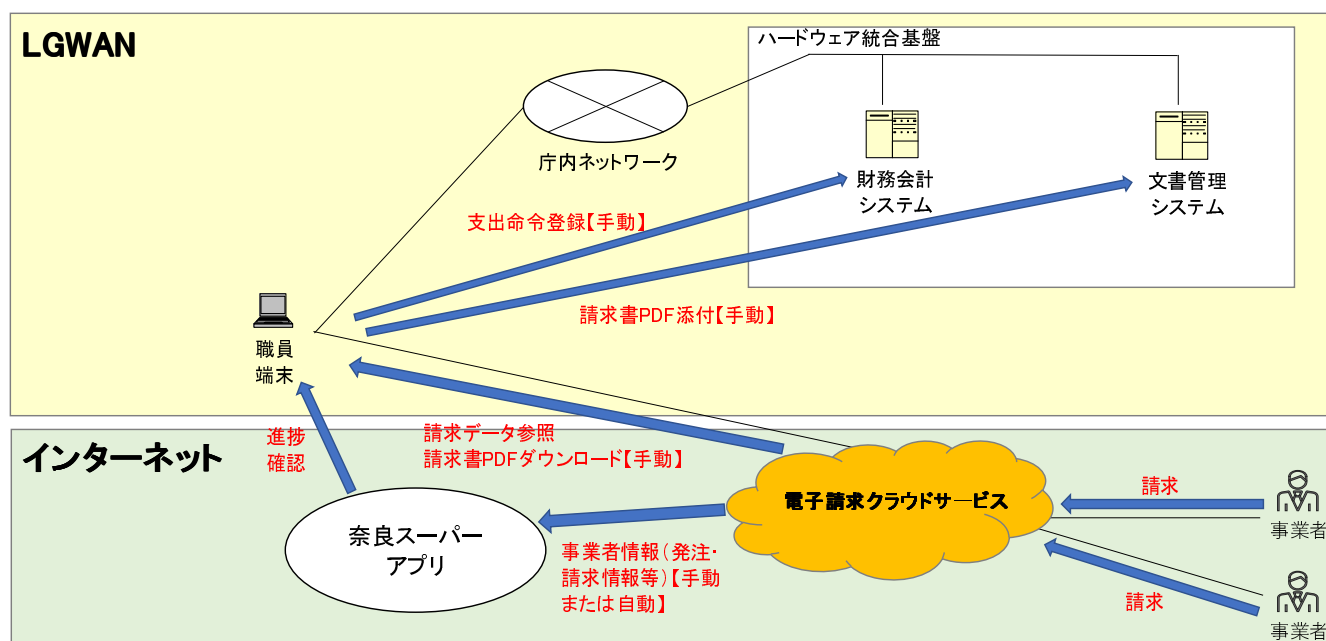 LGWAN
ハードウェア統合基盤
庁内ネットワーク
財務会計
システム
文書管理
システム
支出命令登録【手動】
請求書PDF添付【手動】
職員
端末
インターネット
進捗
確認
請求データ参照
請求書PDFダウンロード【手動】
電子請求クラウドサービス
請求
事業者
奈良スーパー
アプリ
事業者情報（発注・
請求情報等）【手動
または自動】
請求
事業者